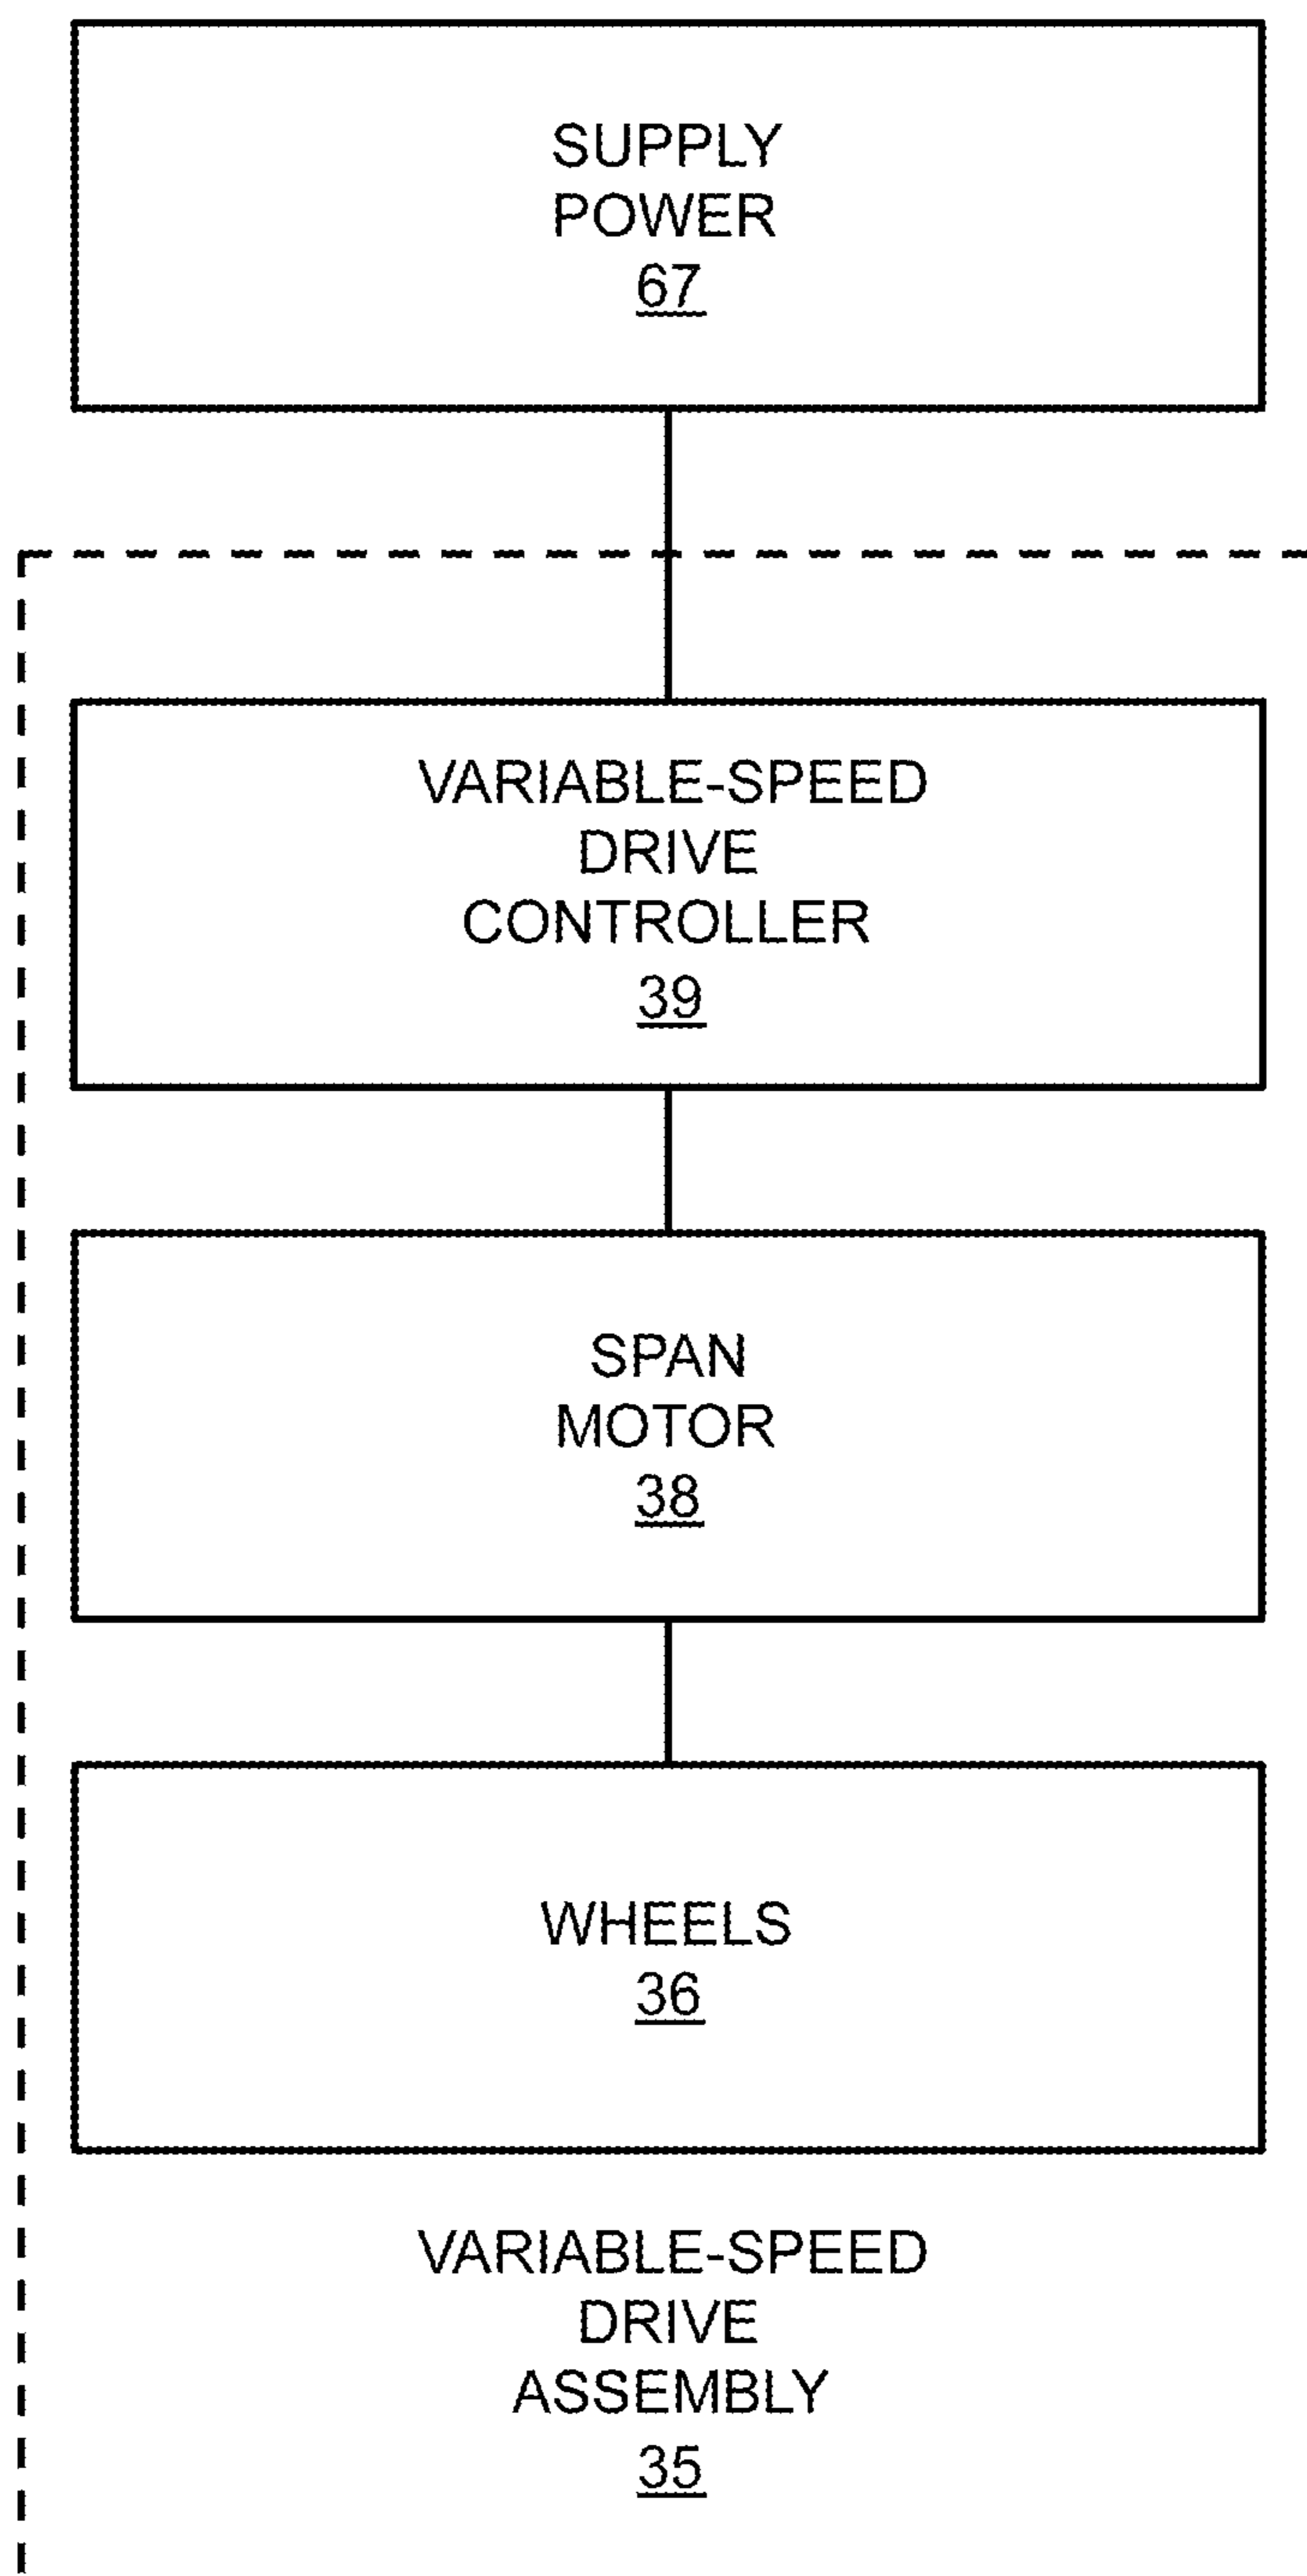 SUPPLY
POWER
67
VARIABLE-SPEED
DRIVE
CONTROLLER
39
SPAN
MOTOR
38
WHEELS
36
VARIABLE-SPEED
DRIVE
ASSEMBLY
35